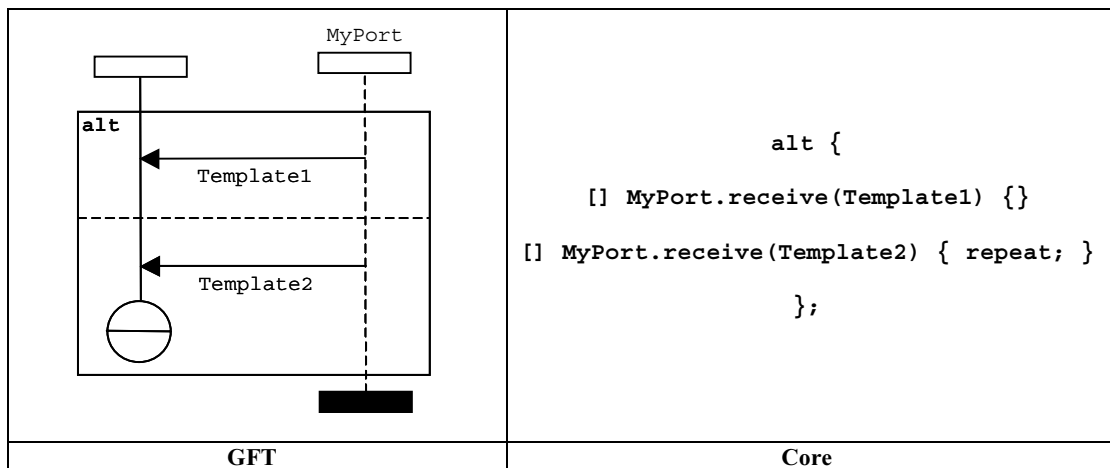 MyPort
alt
Template1
Template2
GFT
alt {
[] MyPort.receive(Template1) {}
[] MyPort.receive(Template2) { repeat; }
};
Core